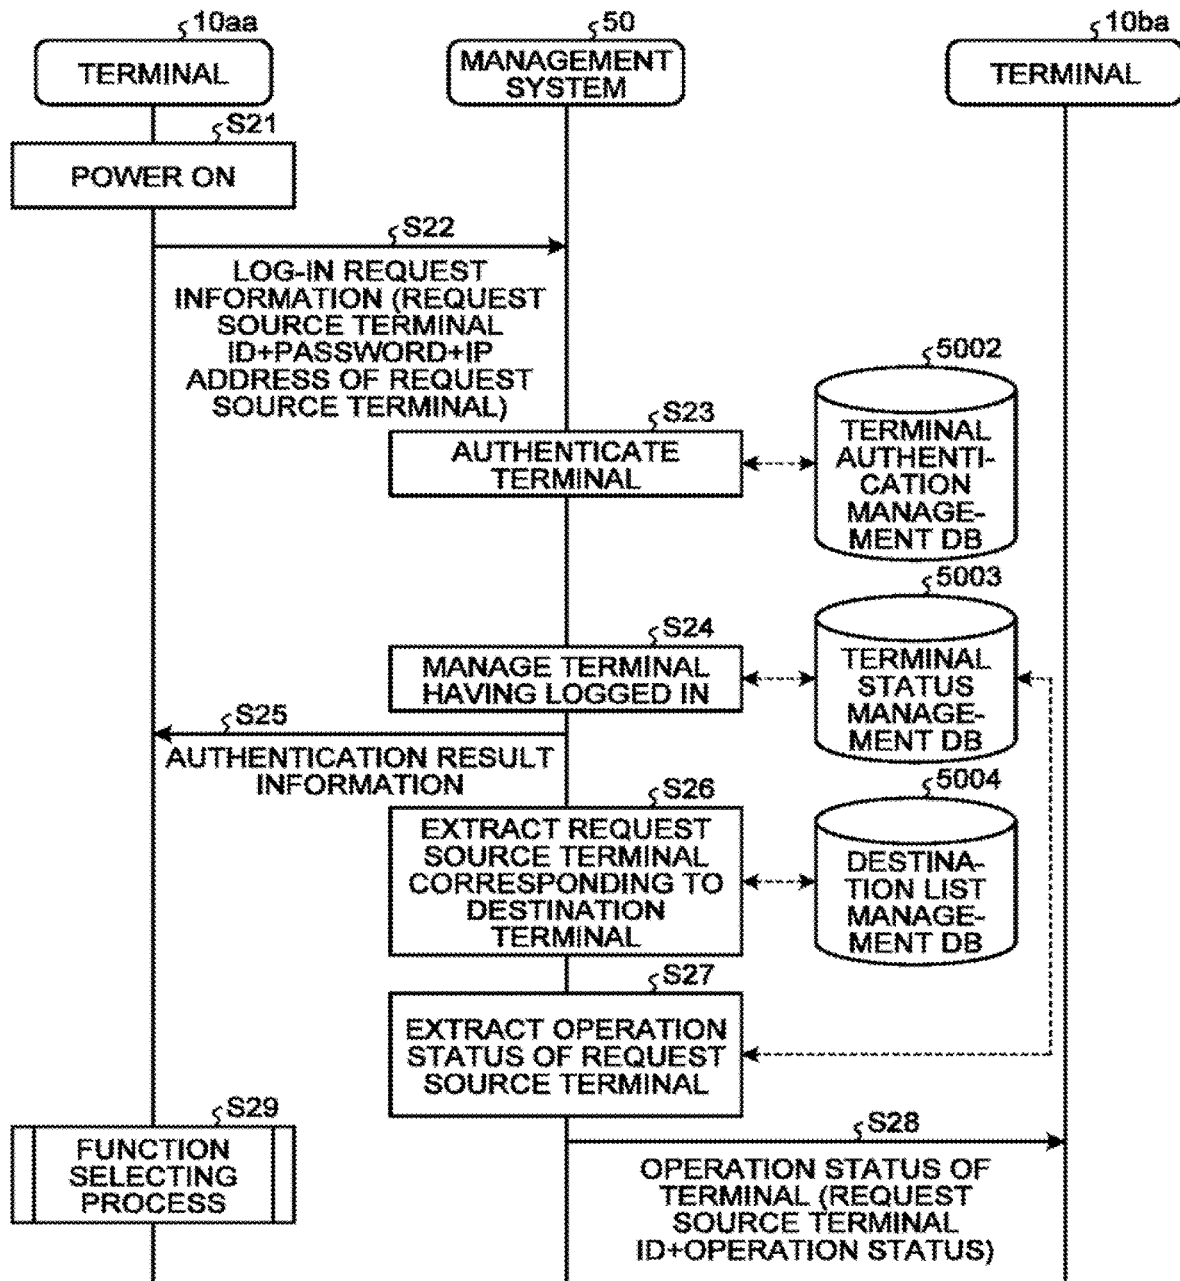 10aa
TERMINAL
50
MANAGEMENT
SYSTEM
10ba
TERMINAL
S21
POWER ON
S22
LOG-IN REQUEST
INFORMATION (REQUEST
SOURCE TERMINAL
ID+PASSWORD+IP
ADDRESS OF REQUEST
SOURCE TERMINAL)
S23
AUTHENTICATE
TERMINAL
5002
TERMINAL
AUTHENTI-
CATION
MANAGE-
MENT DB
S24
MANAGE TERMINAL
HAVING LOGGED IN
5003
TERMINAL
STATUS
MANAGE-
MENT DB
S25
AUTHENTICATION RESULT
INFORMATION
S26
EXTRACT REQUEST
SOURCE TERMINAL
CORRESPONDING TO
DESTINATION
TERMINAL
5004
DESTINA-
TION LIST
MANAGE-
MENT DB
S27
EXTRACT OPERATION
STATUS OF REQUEST
SOURCE TERMINAL
S28
OPERATION STATUS OF
TERMINAL (REQUEST
SOURCE TERMINAL
ID+OPERATION STATUS)
S29
FUNCTION
SELECTING
PROCESS